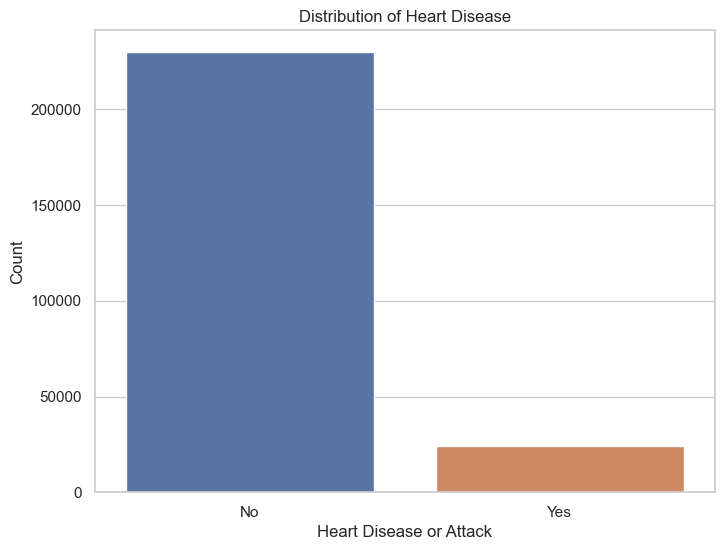 Distribution of Heart Disease
200000
150000
100000
50000
0
Count
No
Yes
Heart Disease or Attack